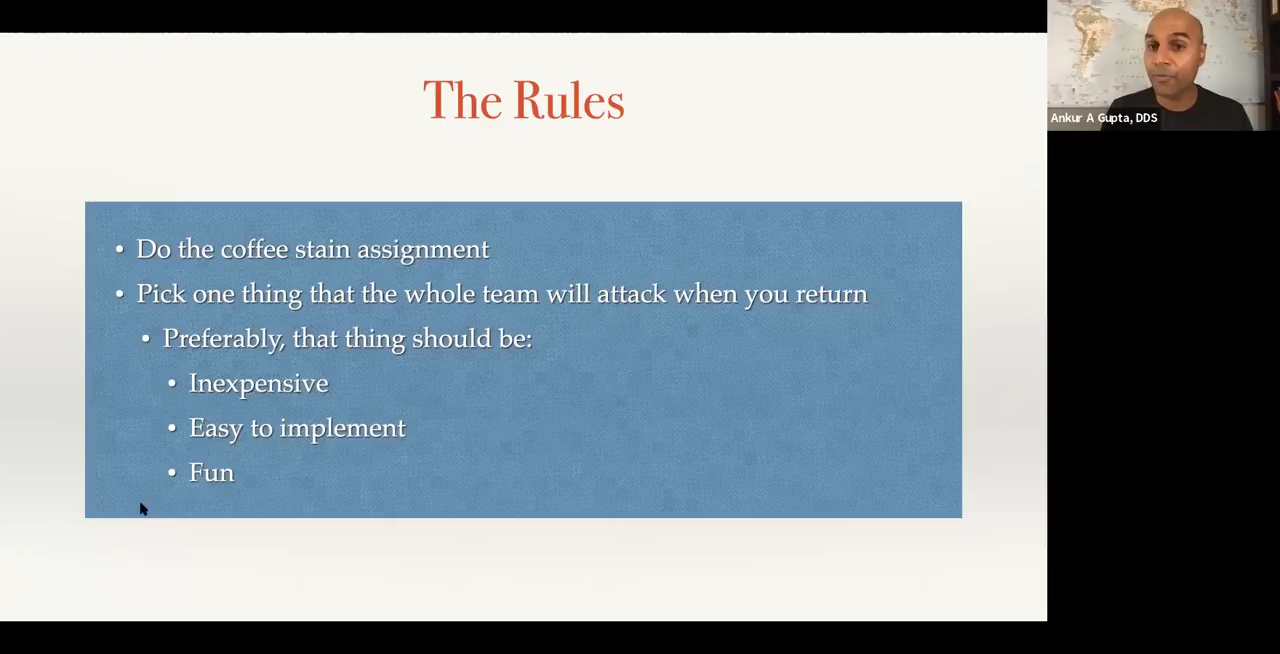 The Rules
Ankur A Gupta, DDS
• Do the coffee stain assignment
• Pick one thing that the whole team will attack when you return
• Preferably, that thing should be:
• Inexpensive
• Easy to implement
• Fun